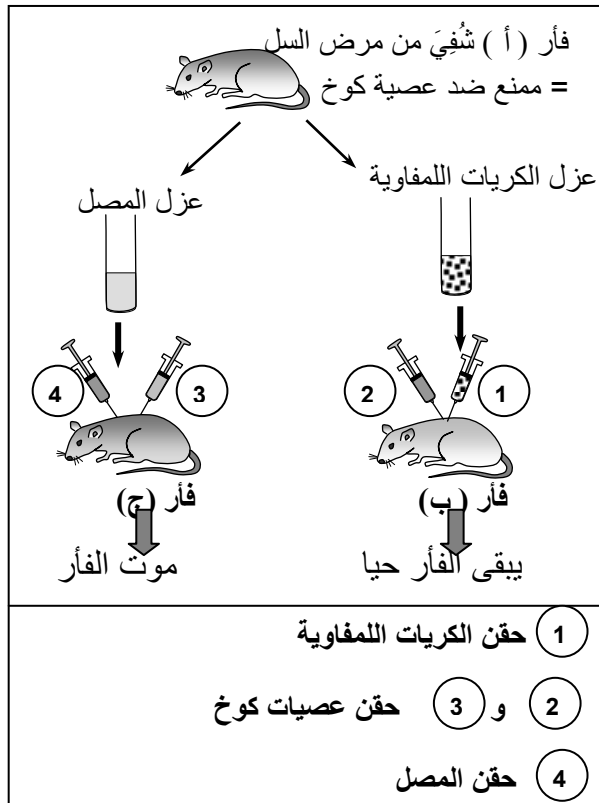 فأر ( أ ) شُفِيَ من مرض السل
= ممنع ضد عصية كوخ
عزل الكريات اللمفاوية
عزل المصل
1
2
3
4
فأر ( ب)
فأر (ج)
يبقى الفأر حيا
موت الفأر
1 حقن الكريات اللمفاوية
2 و 3 حقن عصيات كوخ
4 حقن المصل